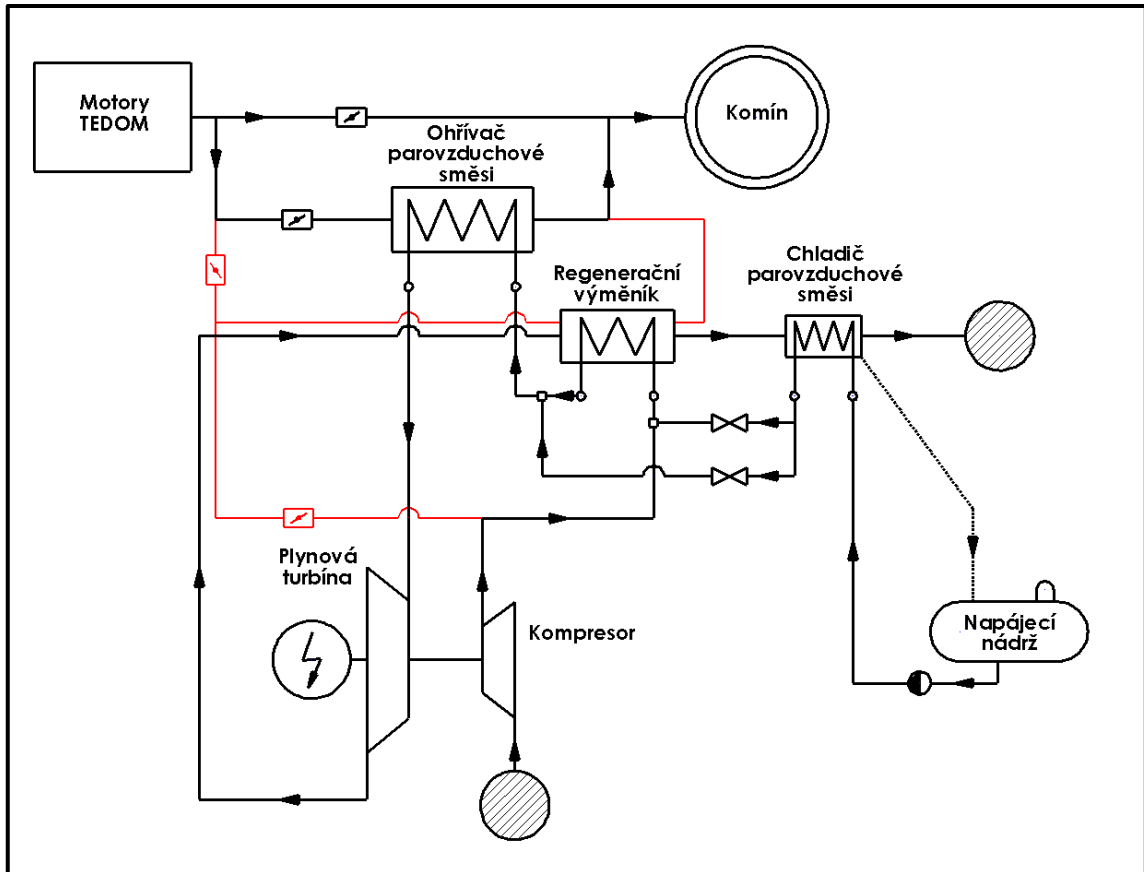 Motory
TEDOM
Komín
Ohřívač
parovzduchové
směsi
Regenerační
výměník
Chladič
parovzduchové
směsi
Plynová
turbína
Kompresor
Napájecí
nádrž